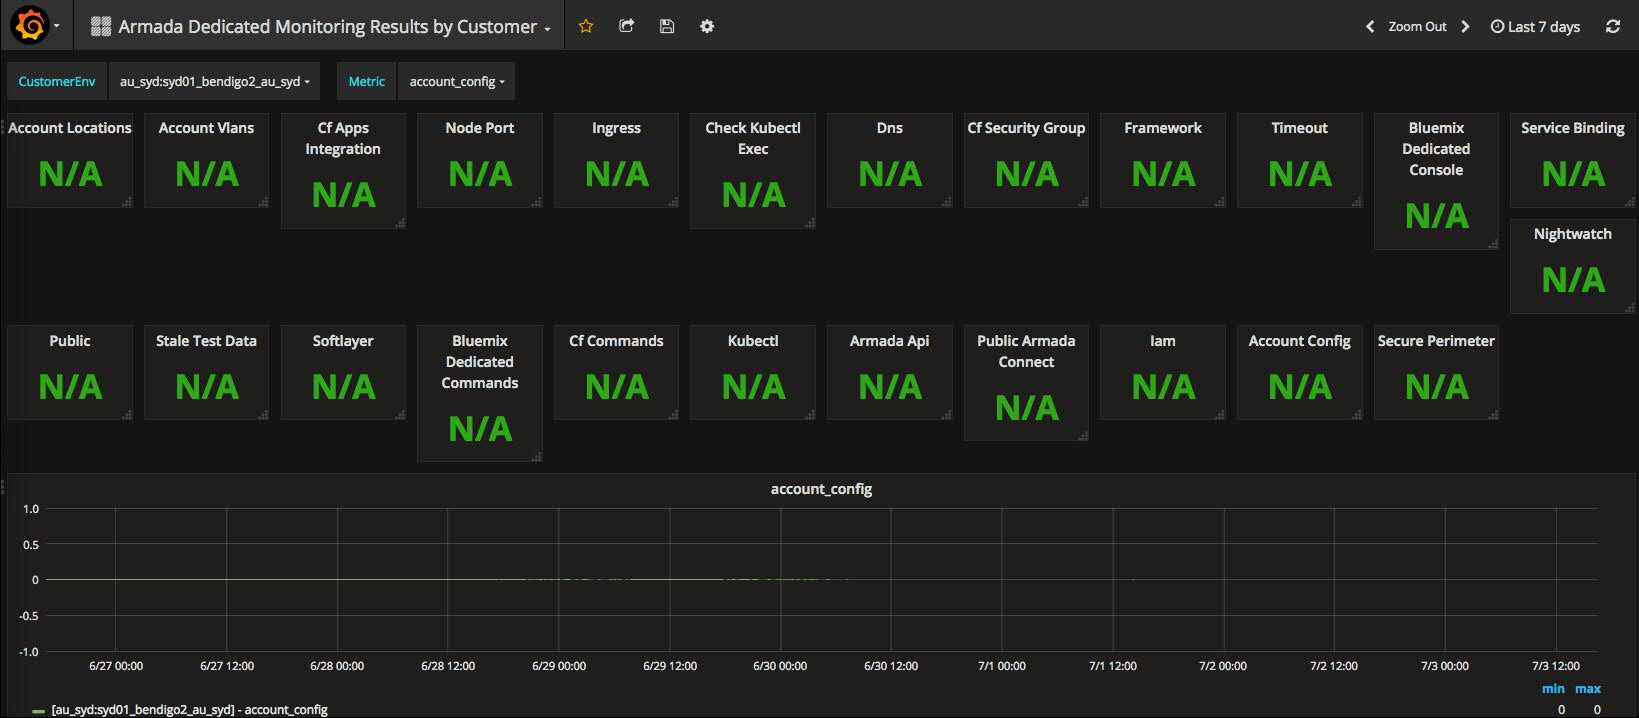 Armada Dedicated Monitoring Results by Customer
Zoom Out
Last 7 days
CustomerEnv
au_syd:syd01_bendigo2_au_syd
Metric
account_config
Account Locations
N/A
Account Vlans
N/A
Cf Apps
Integration
N/A
Node Port
N/A
Ingress
N/A
Check Kubectl
Exec
N/A
Dns
N/A
Cf Security Group
N/A
Framework
N/A
Timeout
N/A
Bluemix
Dedicated
Console
N/A
Service Binding
N/A
Nightwatch
N/A
Public
N/A
Stale Test Data
N/A
Softlayer
N/A
Bluemix
Dedicated
Commands
N/A
Cf Commands
N/A
Kubectl
N/A
Armada Api
N/A
Public Armada
Connect
N/A
Iam
N/A
Account Config
N/A
Secure Perimeter
N/A
account_config
1.0
0.5
0
-0.5
-1.0
6/27 00:00
6/27 12:00
6/28 00:00
6/28 12:00
6/29 00:00
6/29 12:00
6/30 00:00
6/30 12:00
7/1 00:00
7/1 12:00
7/2 00:00
7/2 12:00
7/3 00:00
7/3 12:00
min max
[au_syd:syd01_bendigo2_au_syd] - account_config
0 0